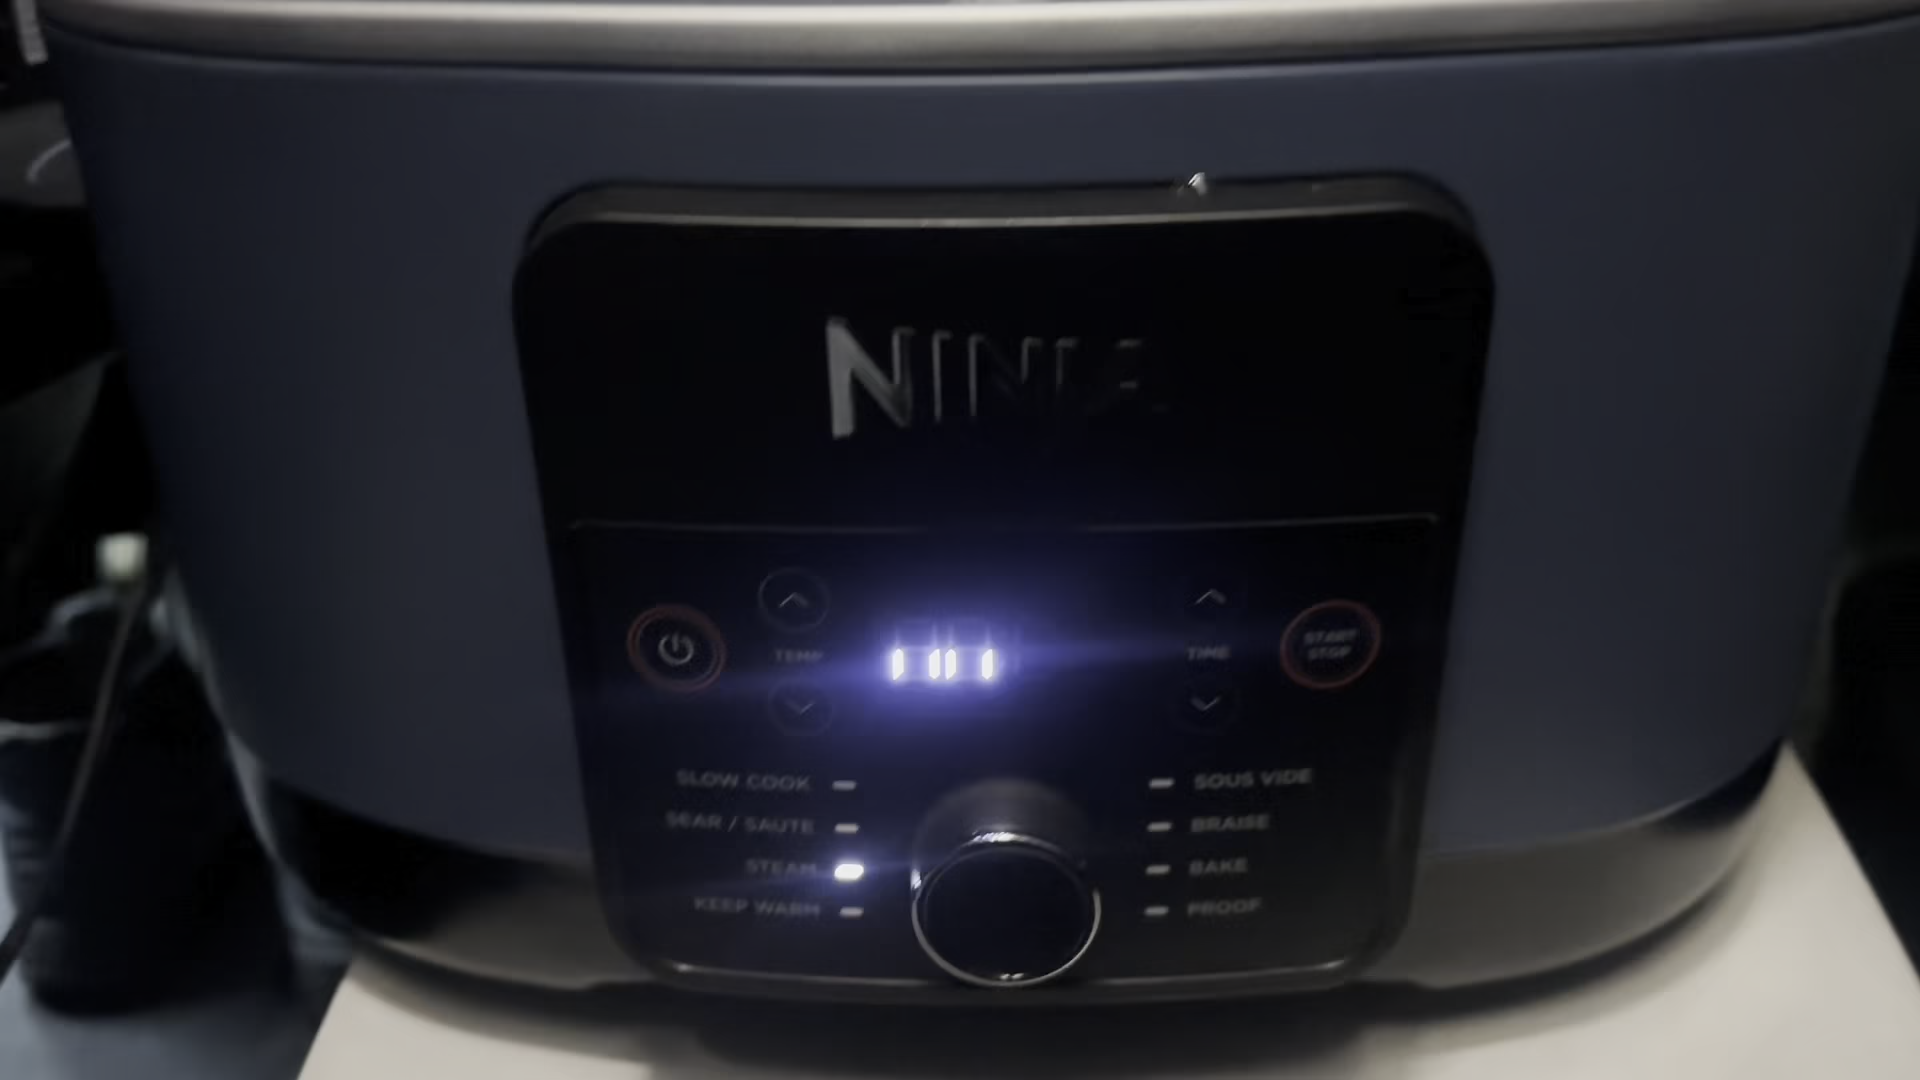 NINJA
TEMP
TIME
START
STOP
SLOW COOK
SEAR / SAUTE
STEAM
KEEP WARM
SOUS VIDE
BRAISE
BAKE
PROOF